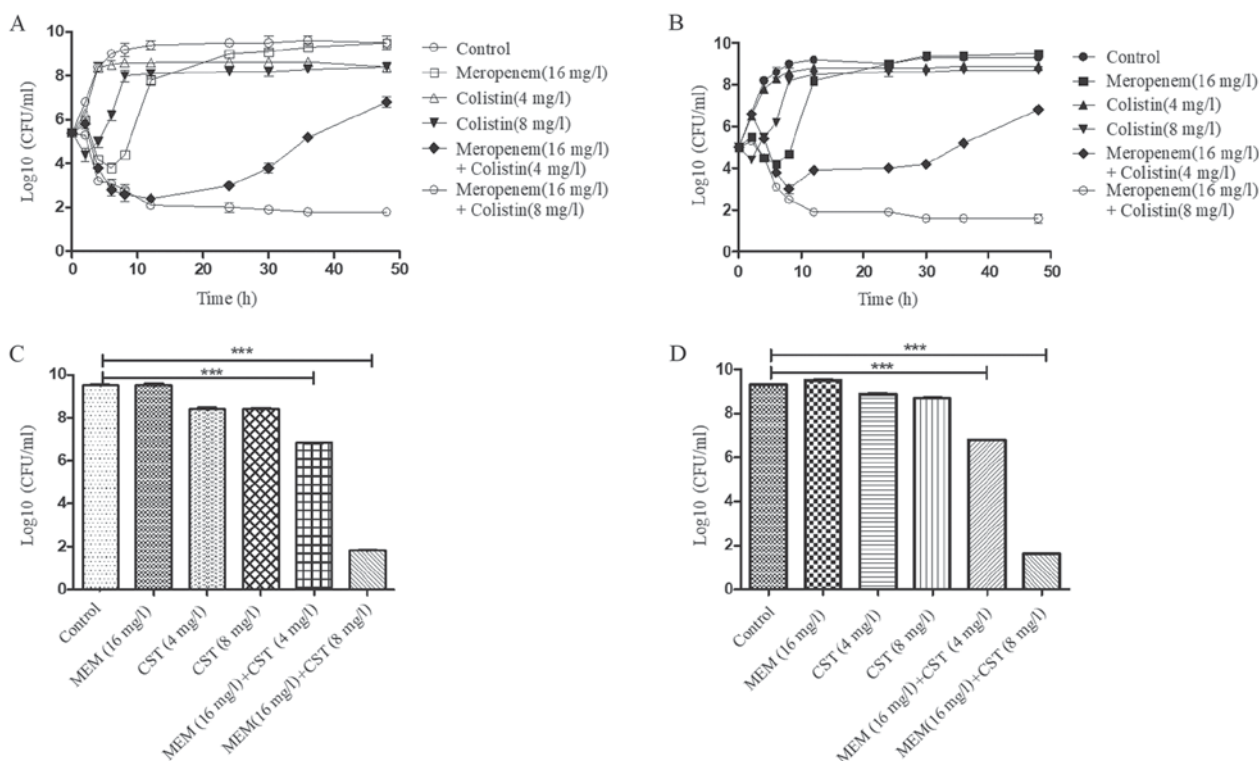 A
Log10 (CFU/ml)
10
8
6
4
2
0
0 10 20 30 40 50
Time (h)
Control
Meropenem(16 mg/l)
Colistin(4 mg/l)
Colistin(8 mg/l)
Meropenem(16 mg/l)
+ Colistin(4 mg/l)
Meropenem(16 mg/l)
+ Colistin(8 mg/l)
B
Log10 (CFU/ml)
10
8
6
4
2
0
0 10 20 30 40 50
Time (h)
Control
Meropenem(16 mg/l)
Colistin(4 mg/l)
Colistin(8 mg/l)
Meropenem(16 mg/l)
+ Colistin(4 mg/l)
Meropenem(16 mg/l)
+ Colistin(8 mg/l)
C
***
***
Log10 (CFU/ml)
10
8
6
4
2
0
Control
MEM (16 mg/l)
CST (4 mg/l)
CST (8 mg/l)
MEM (16 mg/l)+CST (4 mg/l)
MEM(16 mg/l)+CST (8 mg/l)
D
***
***
Log10 (CFU/ml)
10
8
6
4
2
0
Control
MEM (16 mg/l)
CST (4 mg/l)
CST (8 mg/l)
MEM (16 mg/l)+CST (4 mg/l)
MEM(16 mg/l)+CST (8 mg/l)